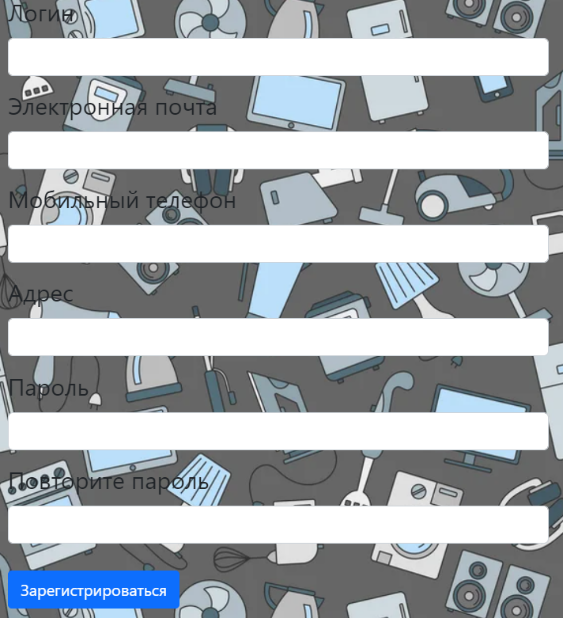 Логин
Электронная почта
Мобильный телефон
Адрес
Пароль
Повторите пароль
Зарегистрироваться